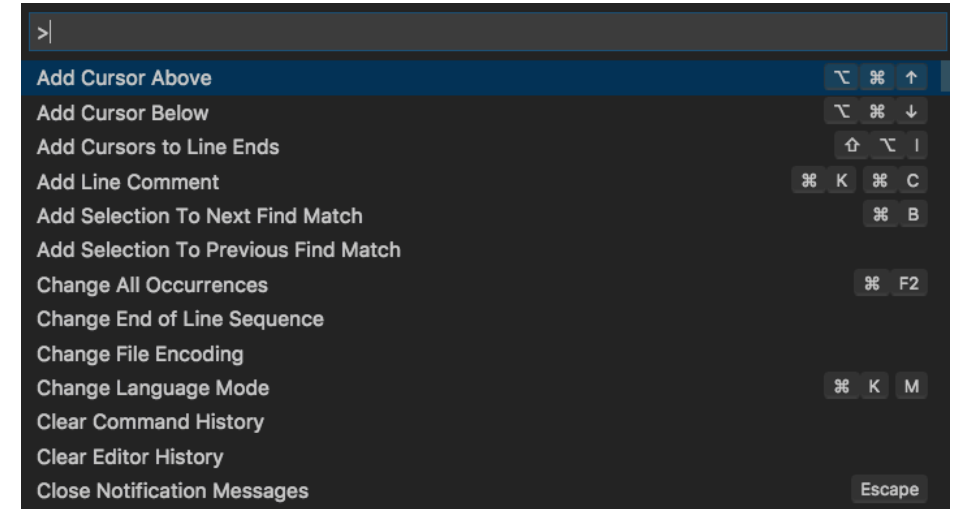 >
Add Cursor Above ⌥ ⌘ ↑
Add Cursor Below ⌥ ⌘ ↓
Add Cursors to Line Ends ⇧ ⌥ I
Add Line Comment ⌘ K ⌘ C
Add Selection To Next Find Match ⌘ B
Add Selection To Previous Find Match
Change All Occurrences ⌘ F2
Change End of Line Sequence
Change File Encoding
Change Language Mode ⌘ K M
Clear Command History
Clear Editor History
Close Notification Messages Escape